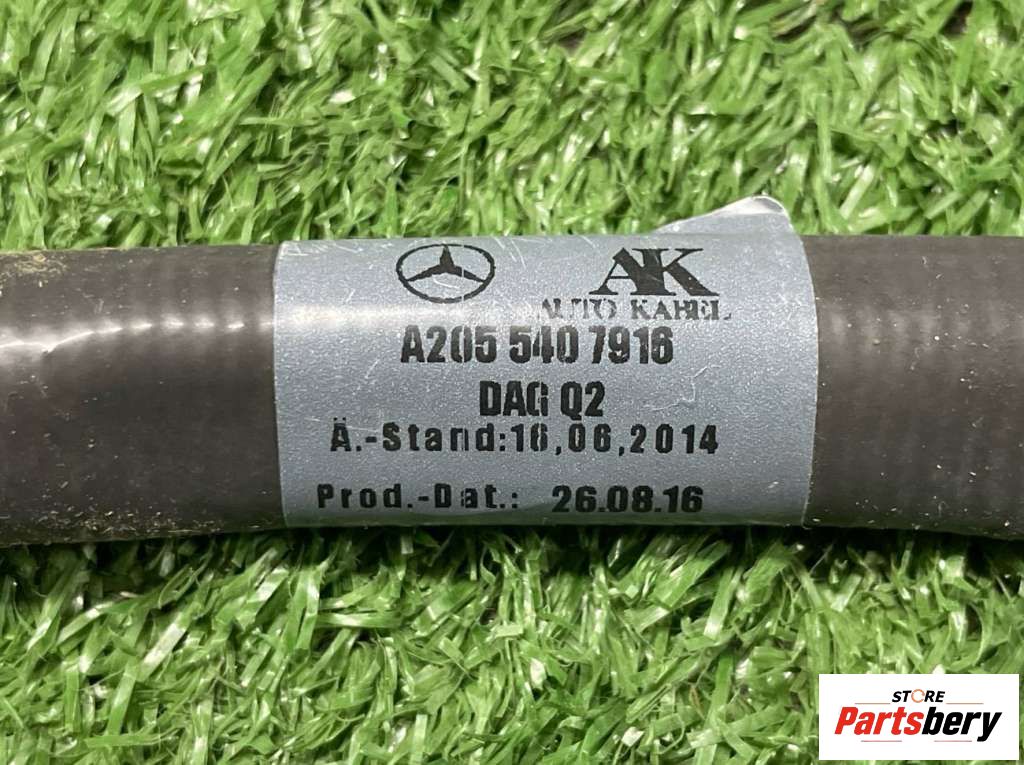 AK
AUTO KABEL
A205 540 7916
DAG Q2
Ä.-Stand:16,06,2014
Prod.-Dat.: 26.08.16
STORE
Partsbery